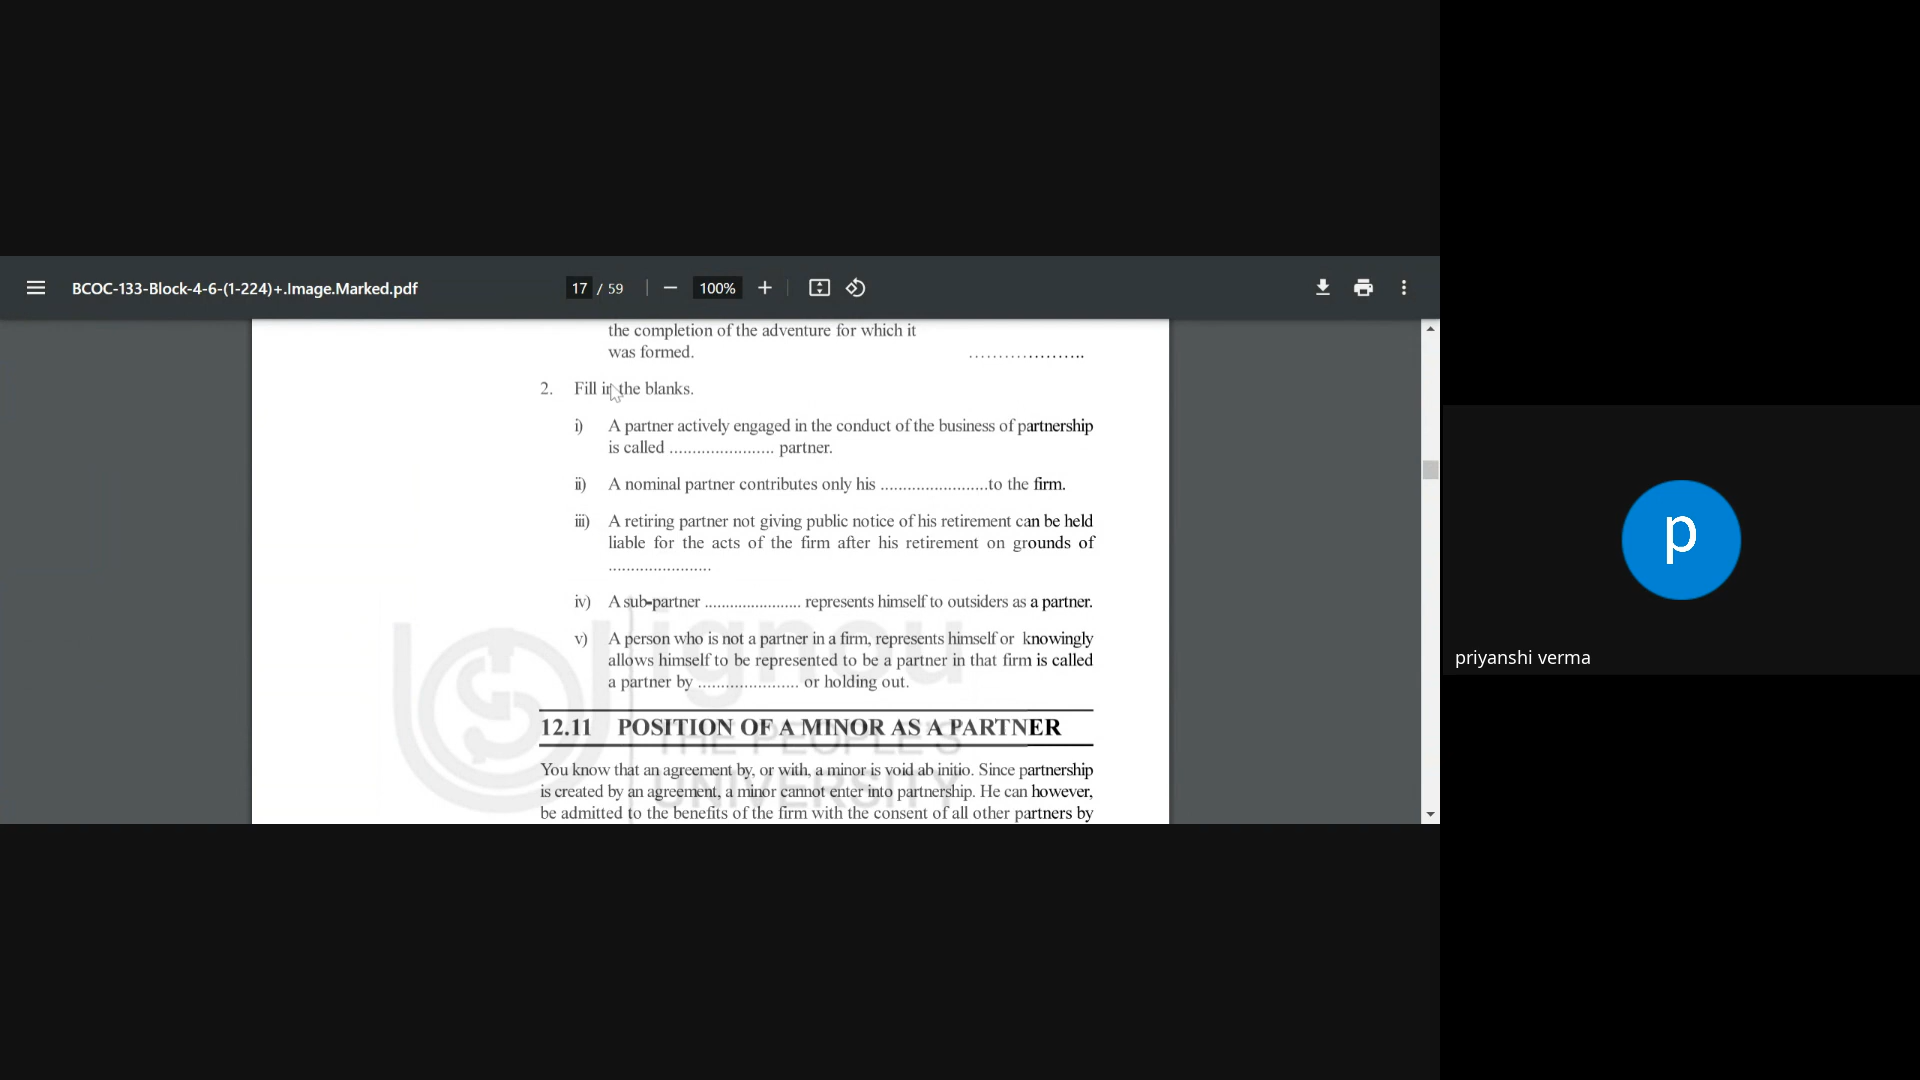 BCOC-133-Block-4-6-(1-224)+.Image.Marked.pdf
17 / 59
100%
the completion of the adventure for which it
was formed. .....................
2. Fill in the blanks.
i) A partner actively engaged in the conduct of the business of partnership
is called ....................... partner.
ii) A nominal partner contributes only his ........................to the firm.
iii) A retiring partner not giving public notice of his retirement can be held
liable for the acts of the firm after his retirement on grounds of
.......................
iv) A sub-partner ....................... represents himself to outsiders as a partner.
v) A person who is not a partner in a firm, represents himself or knowingly
allows himself to be represented to be a partner in that firm is called
a partner by ....................... or holding out.
ignou
THE PEOPLE'S
UNIVERSITY
12.11 POSITION OF A MINOR AS A PARTNER
You know that an agreement by, or with, a minor is void ab initio. Since partnership
is created by an agreement, a minor cannot enter into partnership. He can however,
be admitted to the benefits of the firm with the consent of all other partners by
p
priyanshi verma